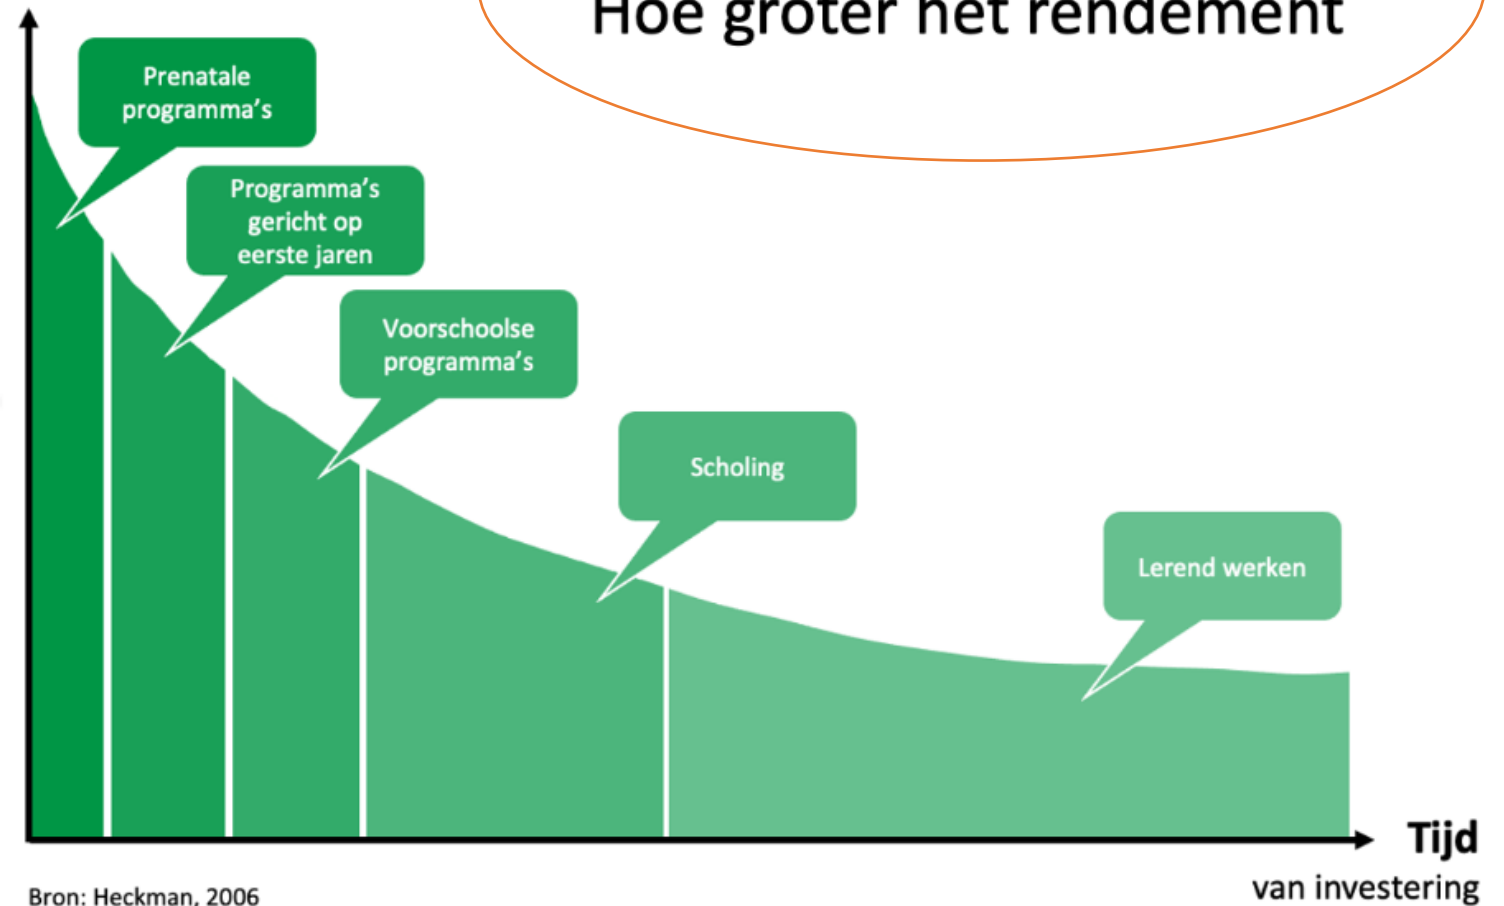 Hoe groter het rendement
Prenatale
programma's
Programma's
gericht op
eerste jaren
Voorschoolse
programma's
Scholing
Lerend werken
Tijd
van investering
Bron: Heckman, 2006